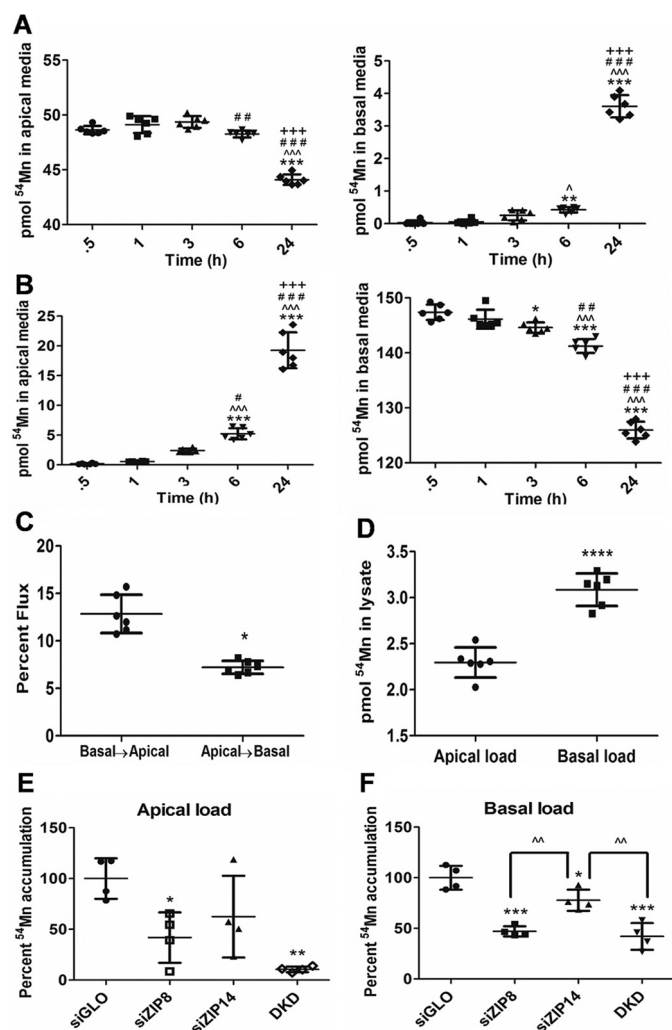 A
pmol 54Mn in apical media
50
45
40
# #
+++
# # #
^^^
***
.5 1 3 6 24
Time (h)
pmol 54Mn in basal media
5
4
3
2
1
0
^
**
+++
# # #
^^^
***
.5 1 3 6 24
Time (h)
B
pmol 54Mn in apical media
25
20
15
10
5
0
#
^^^
***
+++
# # #
^^^
***
.5 1 3 6 24
Time (h)
pmol 54Mn in basal media
150
140
130
120
*
# #
^^^
***
+++
# # #
^^^
***
.5 1 3 6 24
Time (h)
C
Percent Flux
20
15
10
5
0
*
Basal→Apical Apical→Basal
D
pmol 54Mn in lysate
3.5
3.0
2.5
2.0
1.5
****
Apical load Basal load
E
Apical load
Percent 54Mn accumulation
150
100
50
0
*
**
siGLO siZIP8 siZIP14 DKD
F
Basal load
Percent 54Mn accumulation
150
100
50
0
^^ ^^
***
*
***
siGLO siZIP8 siZIP14 DKD